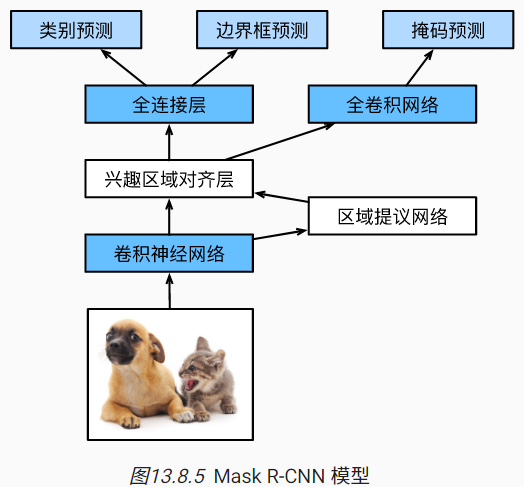 类别预测
边界框预测
掩码预测
全连接层
全卷积网络
兴趣区域对齐层
区域提议网络
卷积神经网络
图13.8.5 Mask R-CNN 模型